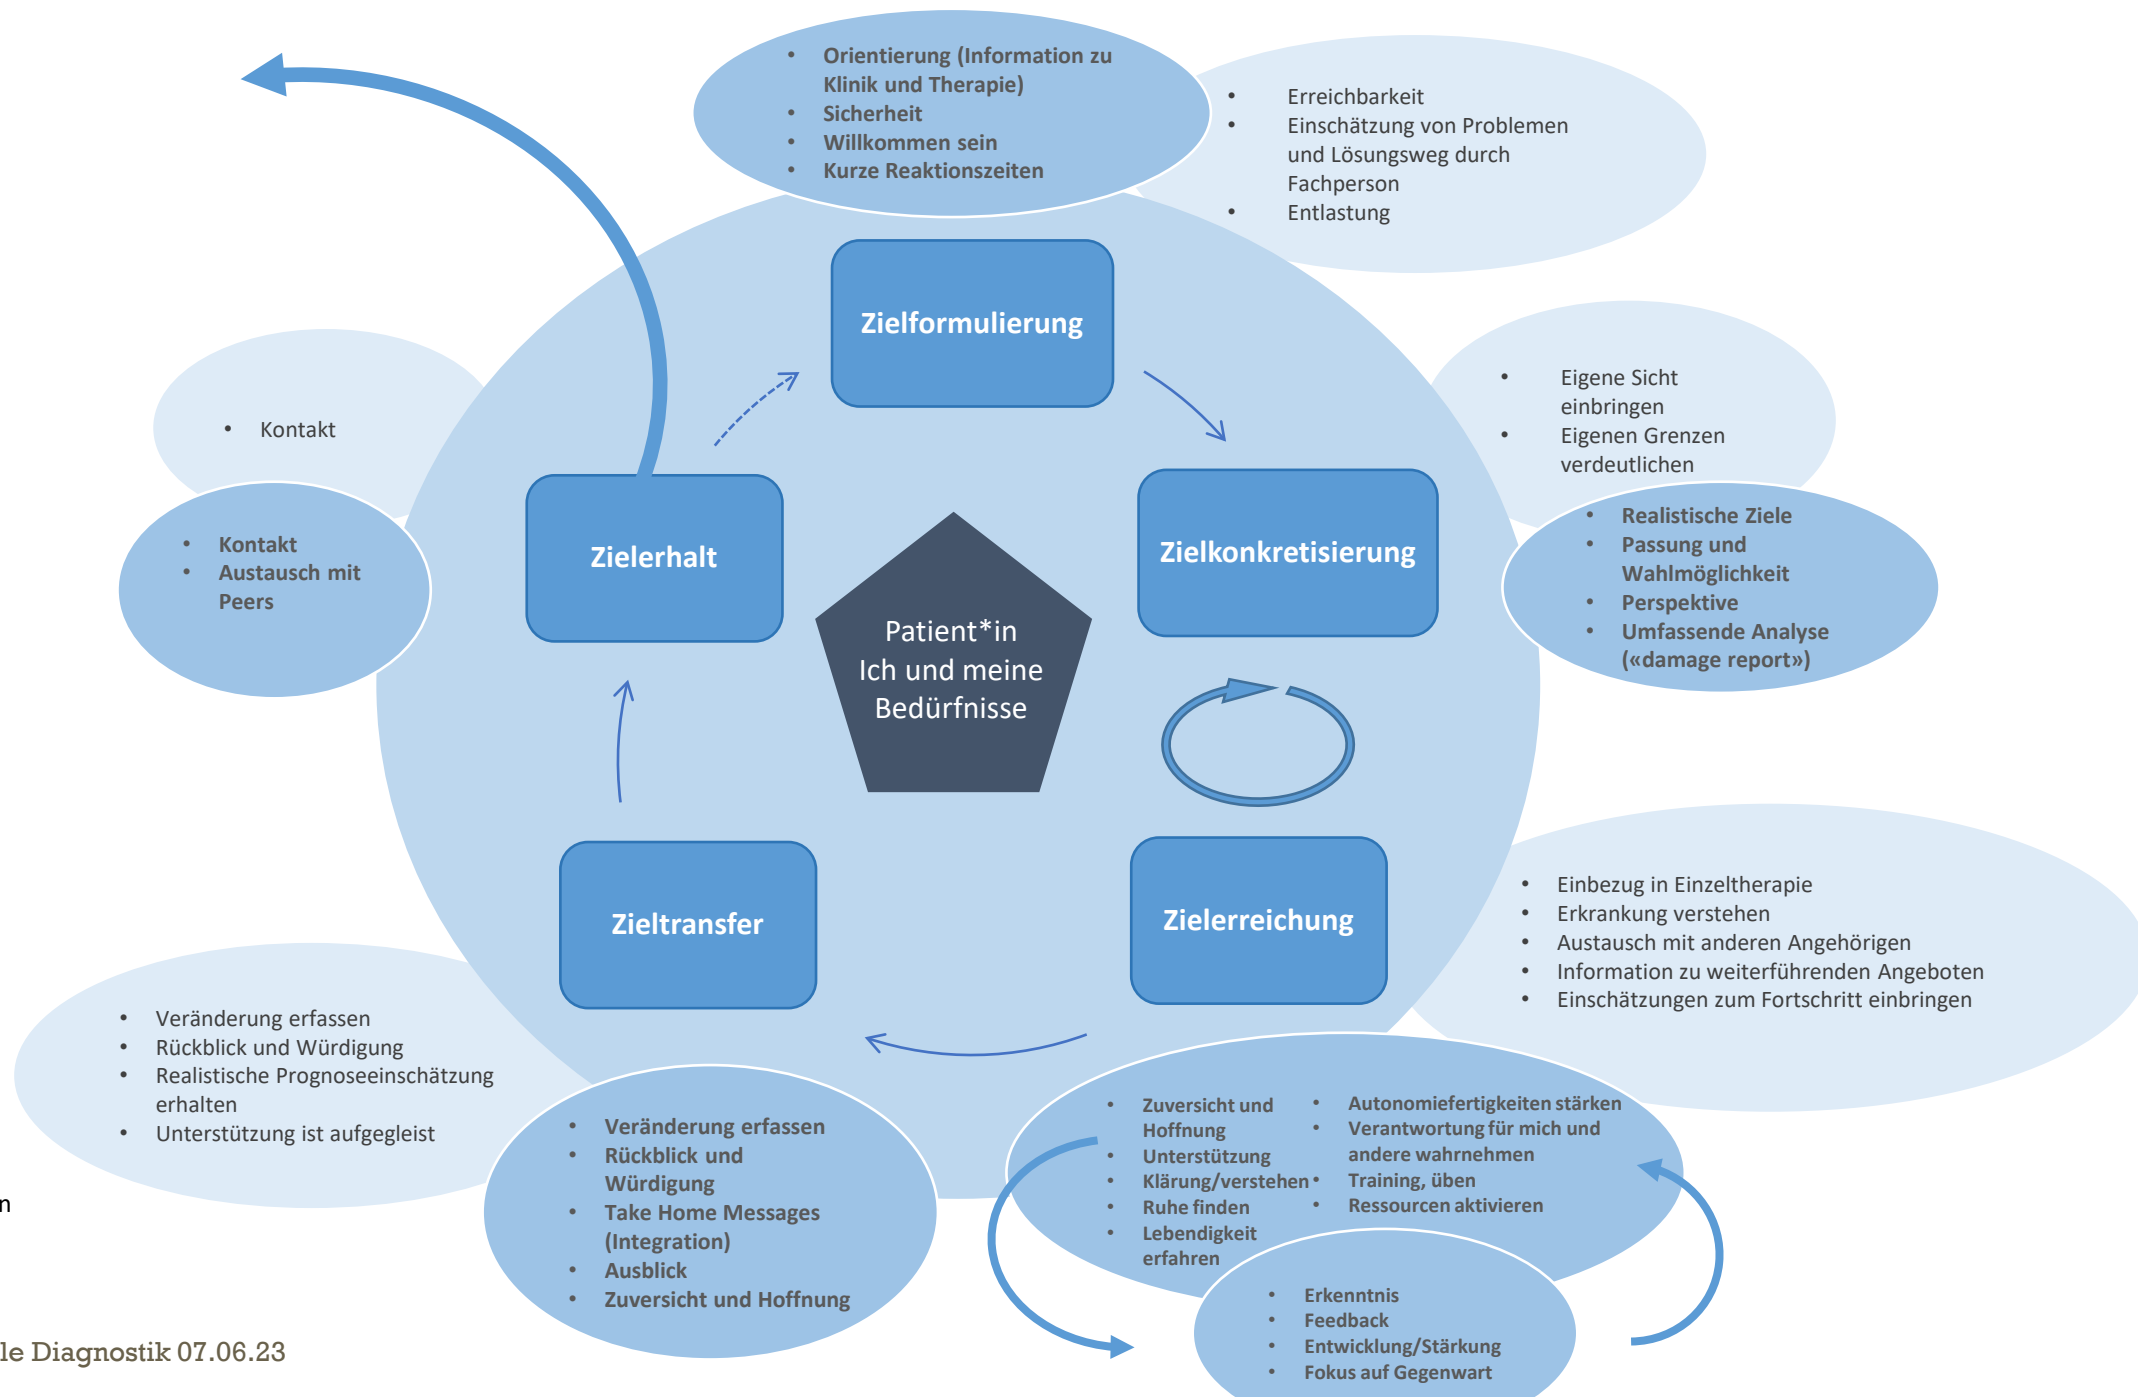 • Orientierung (Information zu
Klinik und Therapie)
• Sicherheit
• Willkommen sein
• Kurze Reaktionszeiten
• Erreichbarkeit
• Einschätzung von Problemen
und Lösungsweg durch
Fachperson
• Entlastung
Zielformulierung
• Eigene Sicht
einbringen
• Eigenen Grenzen
verdeutlichen
• Kontakt
• Realistische Ziele
• Passung und
Wahlmöglichkeit
• Perspektive
• Umfassende Analyse
(«damage report»)
• Kontakt
• Austausch mit
Peers
Zielerhalt
Zielkonkretisierung
Patient*in
Ich und meine
Bedürfnisse
Zieltransfer
Zielerreichung
• Einbezug in Einzeltherapie
• Erkrankung verstehen
• Austausch mit anderen Angehörigen
• Information zu weiterführenden Angeboten
• Einschätzungen zum Fortschritt einbringen
• Veränderung erfassen
• Rückblick und Würdigung
• Realistische Prognoseeinschätzung
erhalten
• Unterstützung ist aufgegleist
• Veränderung erfassen
• Rückblick und
Würdigung
• Take Home Messages
(Integration)
• Ausblick
• Zuversicht und Hoffnung
• Zuversicht und
Hoffnung
• Unterstützung
• Klärung/verstehen
• Ruhe finden
• Lebendigkeit
erfahren
• Autonomiefertigkeiten stärken
• Verantwortung für mich und
andere wahrnehmen
• Training, üben
• Ressourcen aktivieren
• Erkenntnis
• Feedback
• Entwicklung/Stärkung
• Fokus auf Gegenwart
n
le Diagnostik 07.06.23